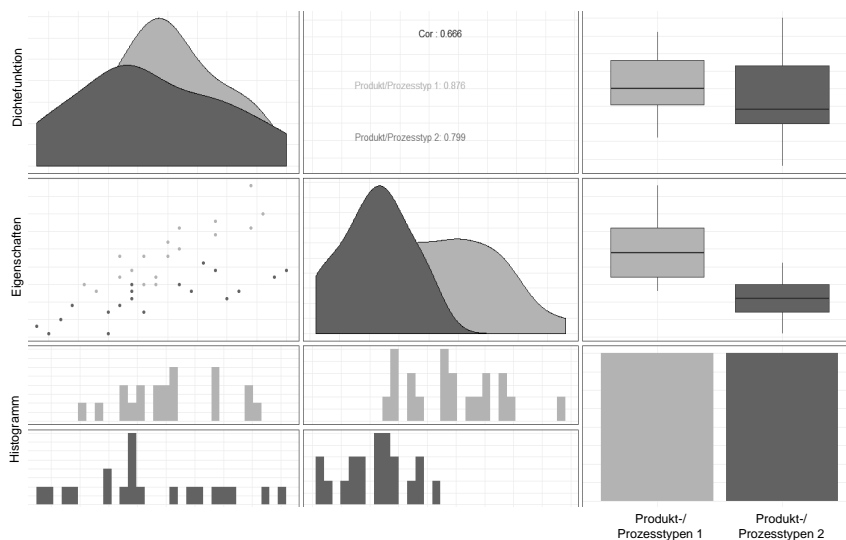 Dichtefunktion
Cor : 0.666
Produkt/Prozesstyp 1: 0.876
Produkt/Prozesstyp 2: 0.799
Eigenschaften
Histogramm
Produkt-/
Prozesstypen 1
Produkt-/
Prozesstypen 2